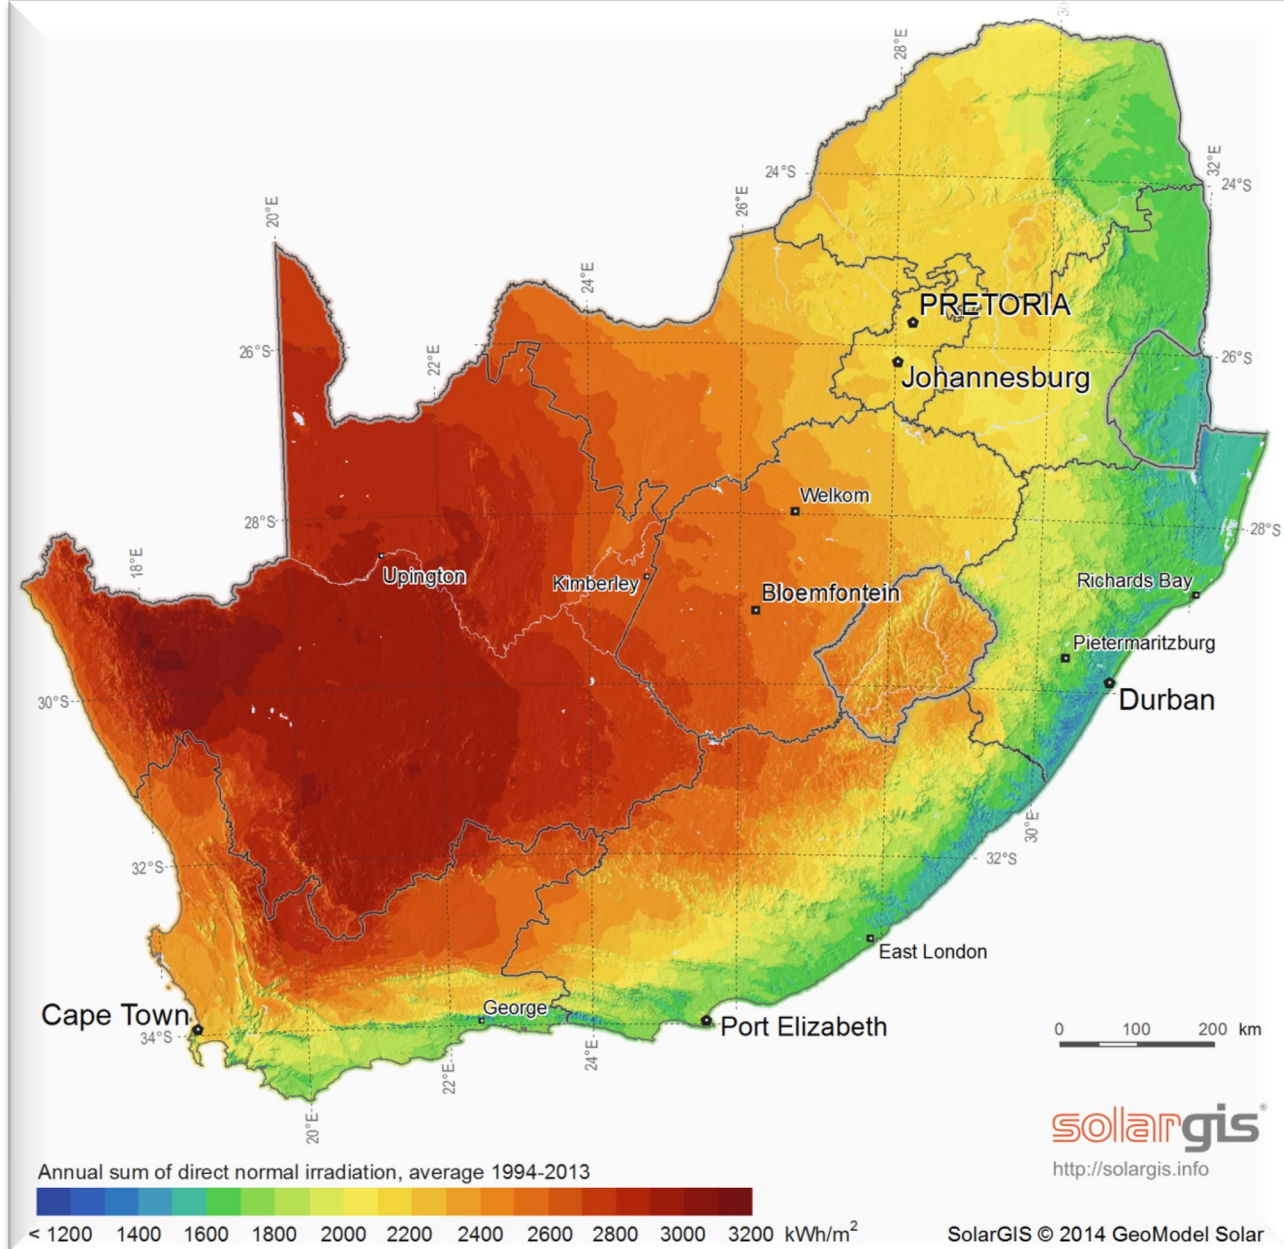 30
28°E
32°E
24°S
24°S
20°E
26°E
24°E
PRETORIA
26°S
22°E
26°S
Johannesburg
Welkom
28°S
28°S
18°E
Upington
Kimberley
Bloemfontein
Richards Bay
Pietermaritzburg
30°S
Durban
30°E
32°S
32°S
East London
Cape Town
George
34°S
Port Elizabeth
0 100 200 km
22°E
24°E
20°E
solargis®
http://solargis.info
Annual sum of direct normal irradiation, average 1994-2013
< 1200 1400 1600 1800 2000 2200 2400 2600 2800 3000 3200 kWh/m²
SolarGIS © 2014 GeoModel Solar